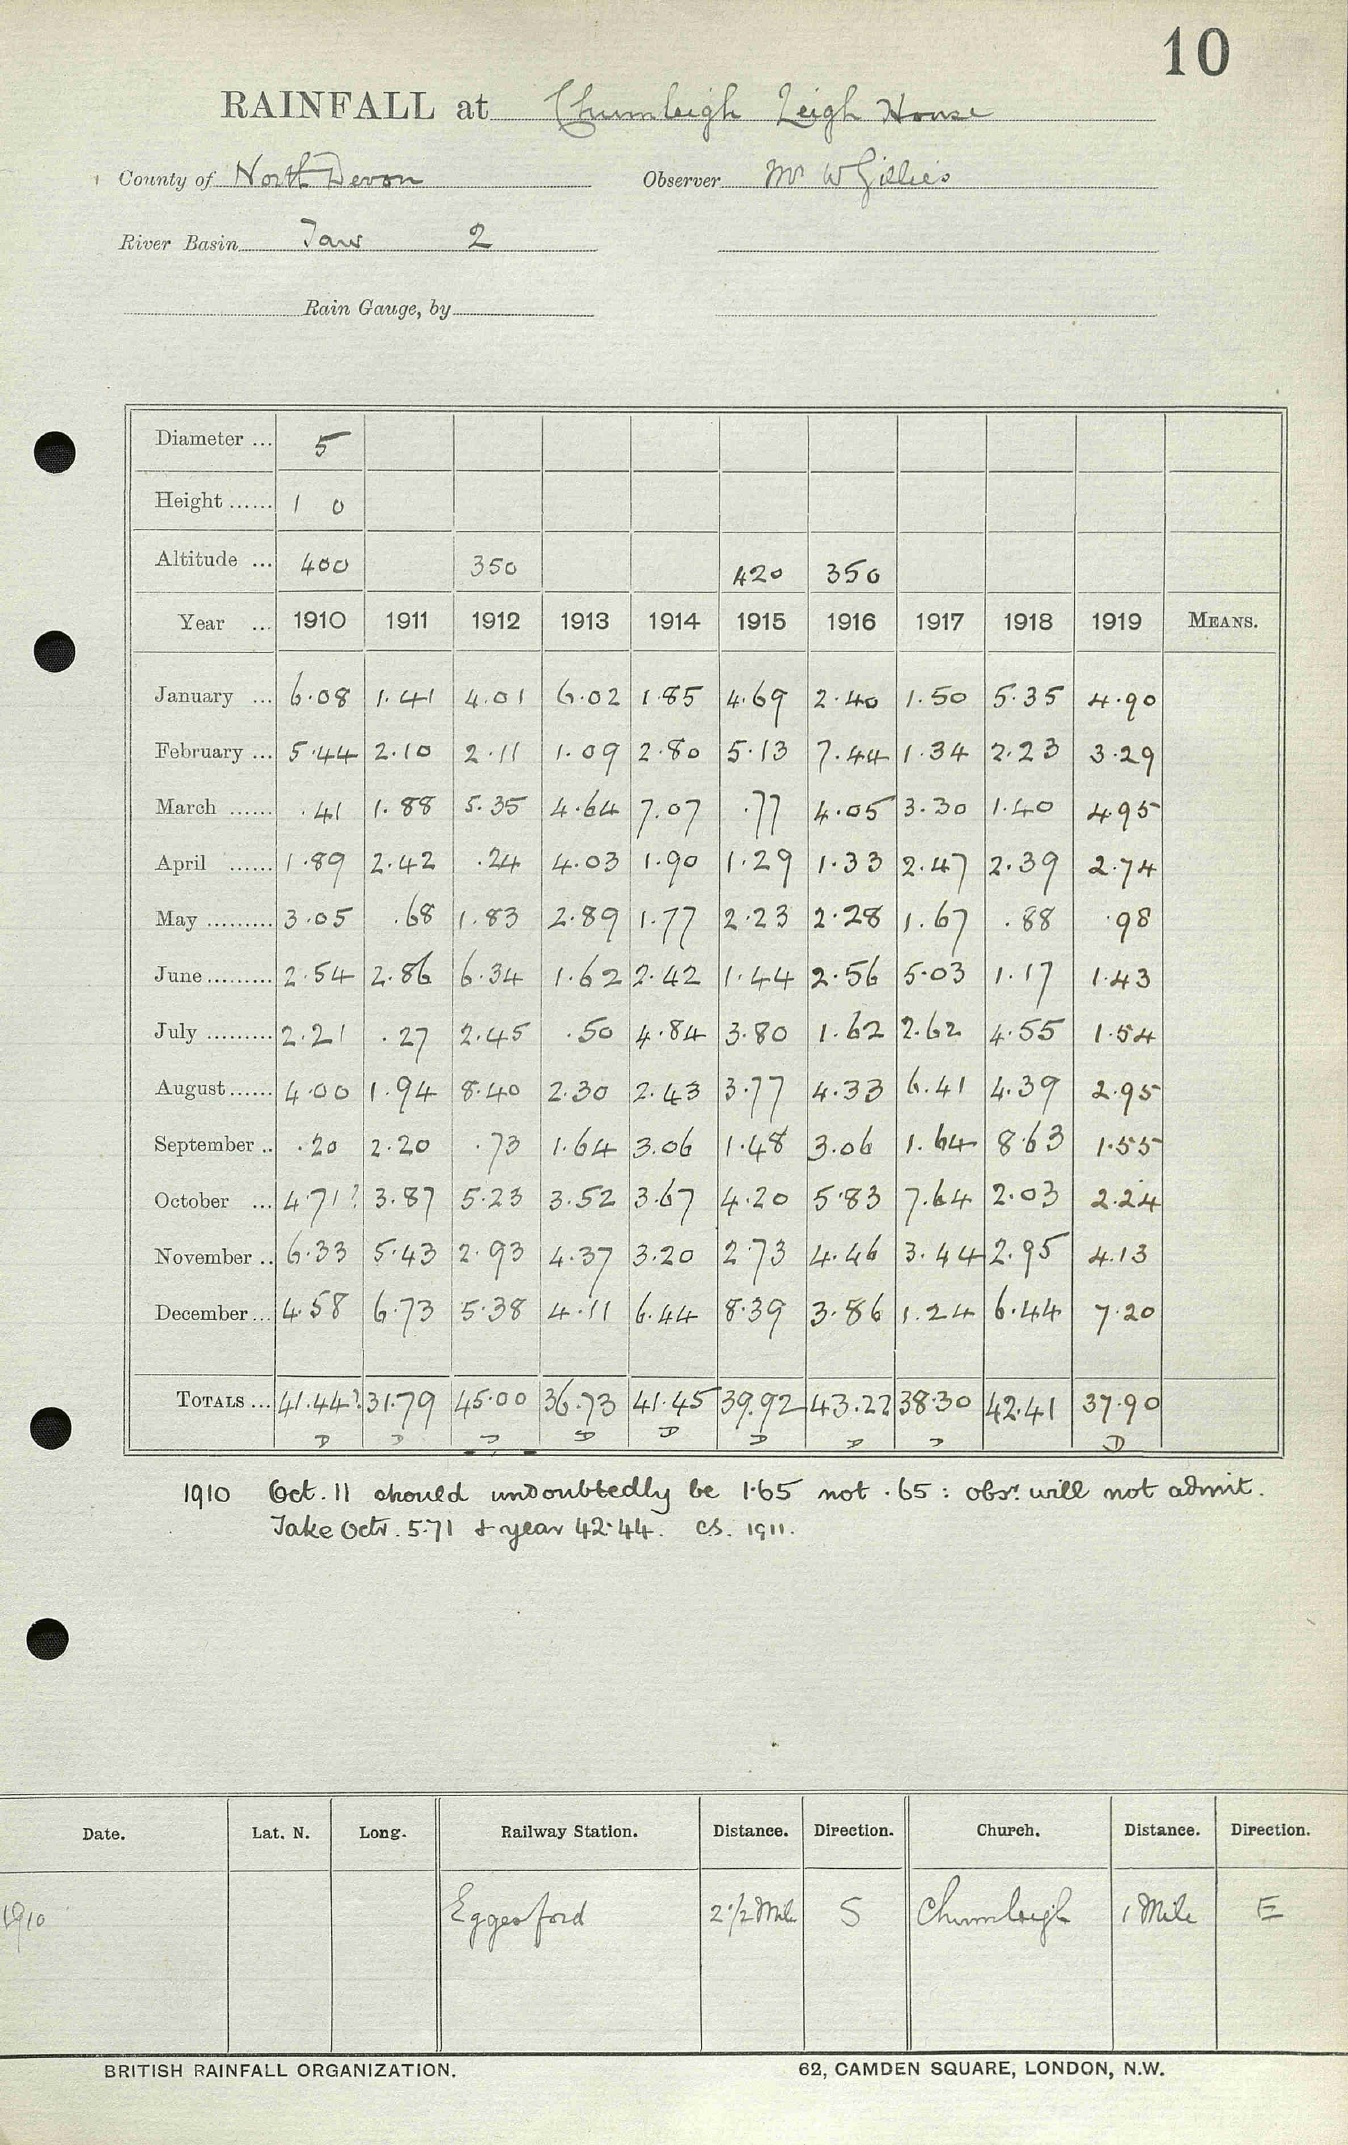 10
RAINFALL at Chumleigh Leigh House
County of North Devon Observer Mr W Gillies
River Basin Taw 2
Rain Gauge, by
Diameter ... 5
Height ...... 1 0
Altitude ... 400 350 420 350
Year ... 1910 1911 1912 1913 1914 1915 1916 1917 1918 1919 MEANS.
January ... 6.08 1.41 4.01 6.02 1.85 4.69 2.40 1.50 5.35 4.90
February ... 5.44 2.10 2.11 1.09 2.80 5.13 7.44 1.34 2.23 3.29
March ...... .41 1.88 5.35 4.64 7.07 .77 4.05 3.30 1.40 4.95
April ...... 1.89 2.42 .24 4.03 1.90 1.29 1.33 2.47 2.39 2.74
May ......... 3.05 .68 1.83 2.89 1.77 2.23 2.28 1.67 .88 .98
June ......... 2.54 2.86 6.34 1.62 2.42 1.44 2.56 5.03 1.17 1.43
July ......... 2.21 .27 2.45 .50 4.84 3.80 1.62 2.62 4.55 1.54
August ...... 4.00 1.94 8.40 2.30 2.43 3.77 4.33 6.41 4.39 2.95
September .. .20 2.20 .73 1.64 3.06 1.48 3.06 1.64 8.63 1.55
October ... 4.71? 3.87 5.23 3.52 3.67 4.20 5.83 7.64 2.03 2.24
November .. 6.33 5.43 2.93 4.37 3.20 2.73 4.46 3.44 2.95 4.13
December ... 4.58 6.73 5.38 4.11 6.44 8.39 3.86 1.24 6.44 7.20
TOTALS ... 41.44? 31.79 45.00 36.73 41.45 39.92 43.22 38.30 42.41 37.90
D D D D D D D D D
1910 Oct. 11 should undoubtedly be 1.65 not .65 : obsr. will not admit.
Take Octr. 5.71 & year 42.44. CS. 1911.
Date. Lat. N. Long. Railway Station. Distance. Direction. Church. Distance. Direction.
1910 Eggesford 2 1/2 Mile S Chumleigh 1 Mile E
BRITISH RAINFALL ORGANIZATION. 62, CAMDEN SQUARE, LONDON, N.W.